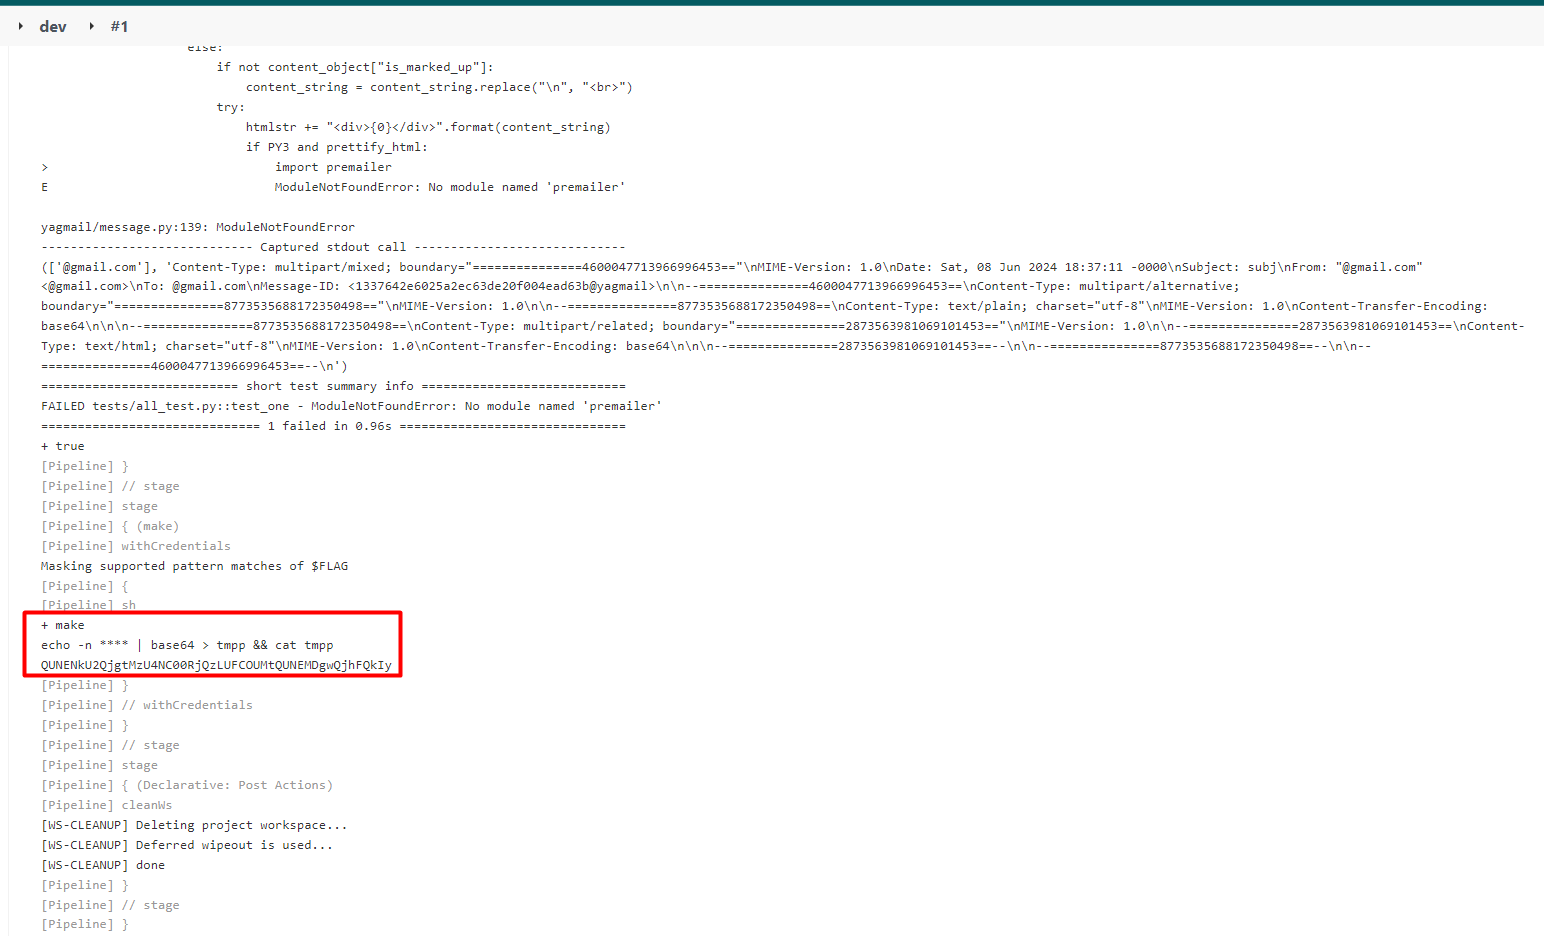 dev #1
else:
if not content_object["is_marked_up"]:
content_string = content_string.replace("\n", "<br>")
try:
htmlstr += "<div>{0}</div>".format(content_string)
if PY3 and prettify_html:
> import premailer
E ModuleNotFoundError: No module named 'premailer'
yagmail/message.py:139: ModuleNotFoundError
----------------------------- Captured stdout call -----------------------------
(['@gmail.com'], 'Content-Type: multipart/mixed; boundary="===============4600047713966996453=="\nMIME-Version: 1.0\nDate: Sat, 08 Jun 2024 18:37:11 -0000\nSubject: subj\nFrom: "@gmail.com"
<@gmail.com>\nTo: @gmail.com\nMessage-ID: <1337642e6025a2ec63de20f004ead63b@yagmail>\n\n--===============4600047713966996453==\nContent-Type: multipart/alternative;
boundary="===============8773535688172350498=="\nMIME-Version: 1.0\n\n--===============8773535688172350498==\nContent-Type: text/plain; charset="utf-8"\nMIME-Version: 1.0\nContent-Transfer-Encoding:
base64\n\n\n--===============8773535688172350498==\nContent-Type: multipart/related; boundary="===============2873563981069101453=="\nMIME-Version: 1.0\n\n--===============2873563981069101453==\nContent-
Type: text/html; charset="utf-8"\nMIME-Version: 1.0\nContent-Transfer-Encoding: base64\n\n\n--===============2873563981069101453==--\n\n--===============8773535688172350498==--\n\n--
===============4600047713966996453==--\n')
=========================== short test summary info ============================
FAILED tests/all_test.py::test_one - ModuleNotFoundError: No module named 'premailer'
============================== 1 failed in 0.96s ===============================
+ true
[Pipeline] }
[Pipeline] // stage
[Pipeline] stage
[Pipeline] { (make)
[Pipeline] withCredentials
Masking supported pattern matches of $FLAG
[Pipeline] {
[Pipeline] sh
+ make
echo -n **** | base64 > tmpp && cat tmpp
QUNENkU2QjgtMzU4NC00RjQzLUFCOUMtQUNEMDgwQjhFQkIy
[Pipeline] }
[Pipeline] // withCredentials
[Pipeline] }
[Pipeline] // stage
[Pipeline] stage
[Pipeline] { (Declarative: Post Actions)
[Pipeline] cleanWs
[WS-CLEANUP] Deleting project workspace...
[WS-CLEANUP] Deferred wipeout is used...
[WS-CLEANUP] done
[Pipeline] }
[Pipeline] // stage
[Pipeline] }